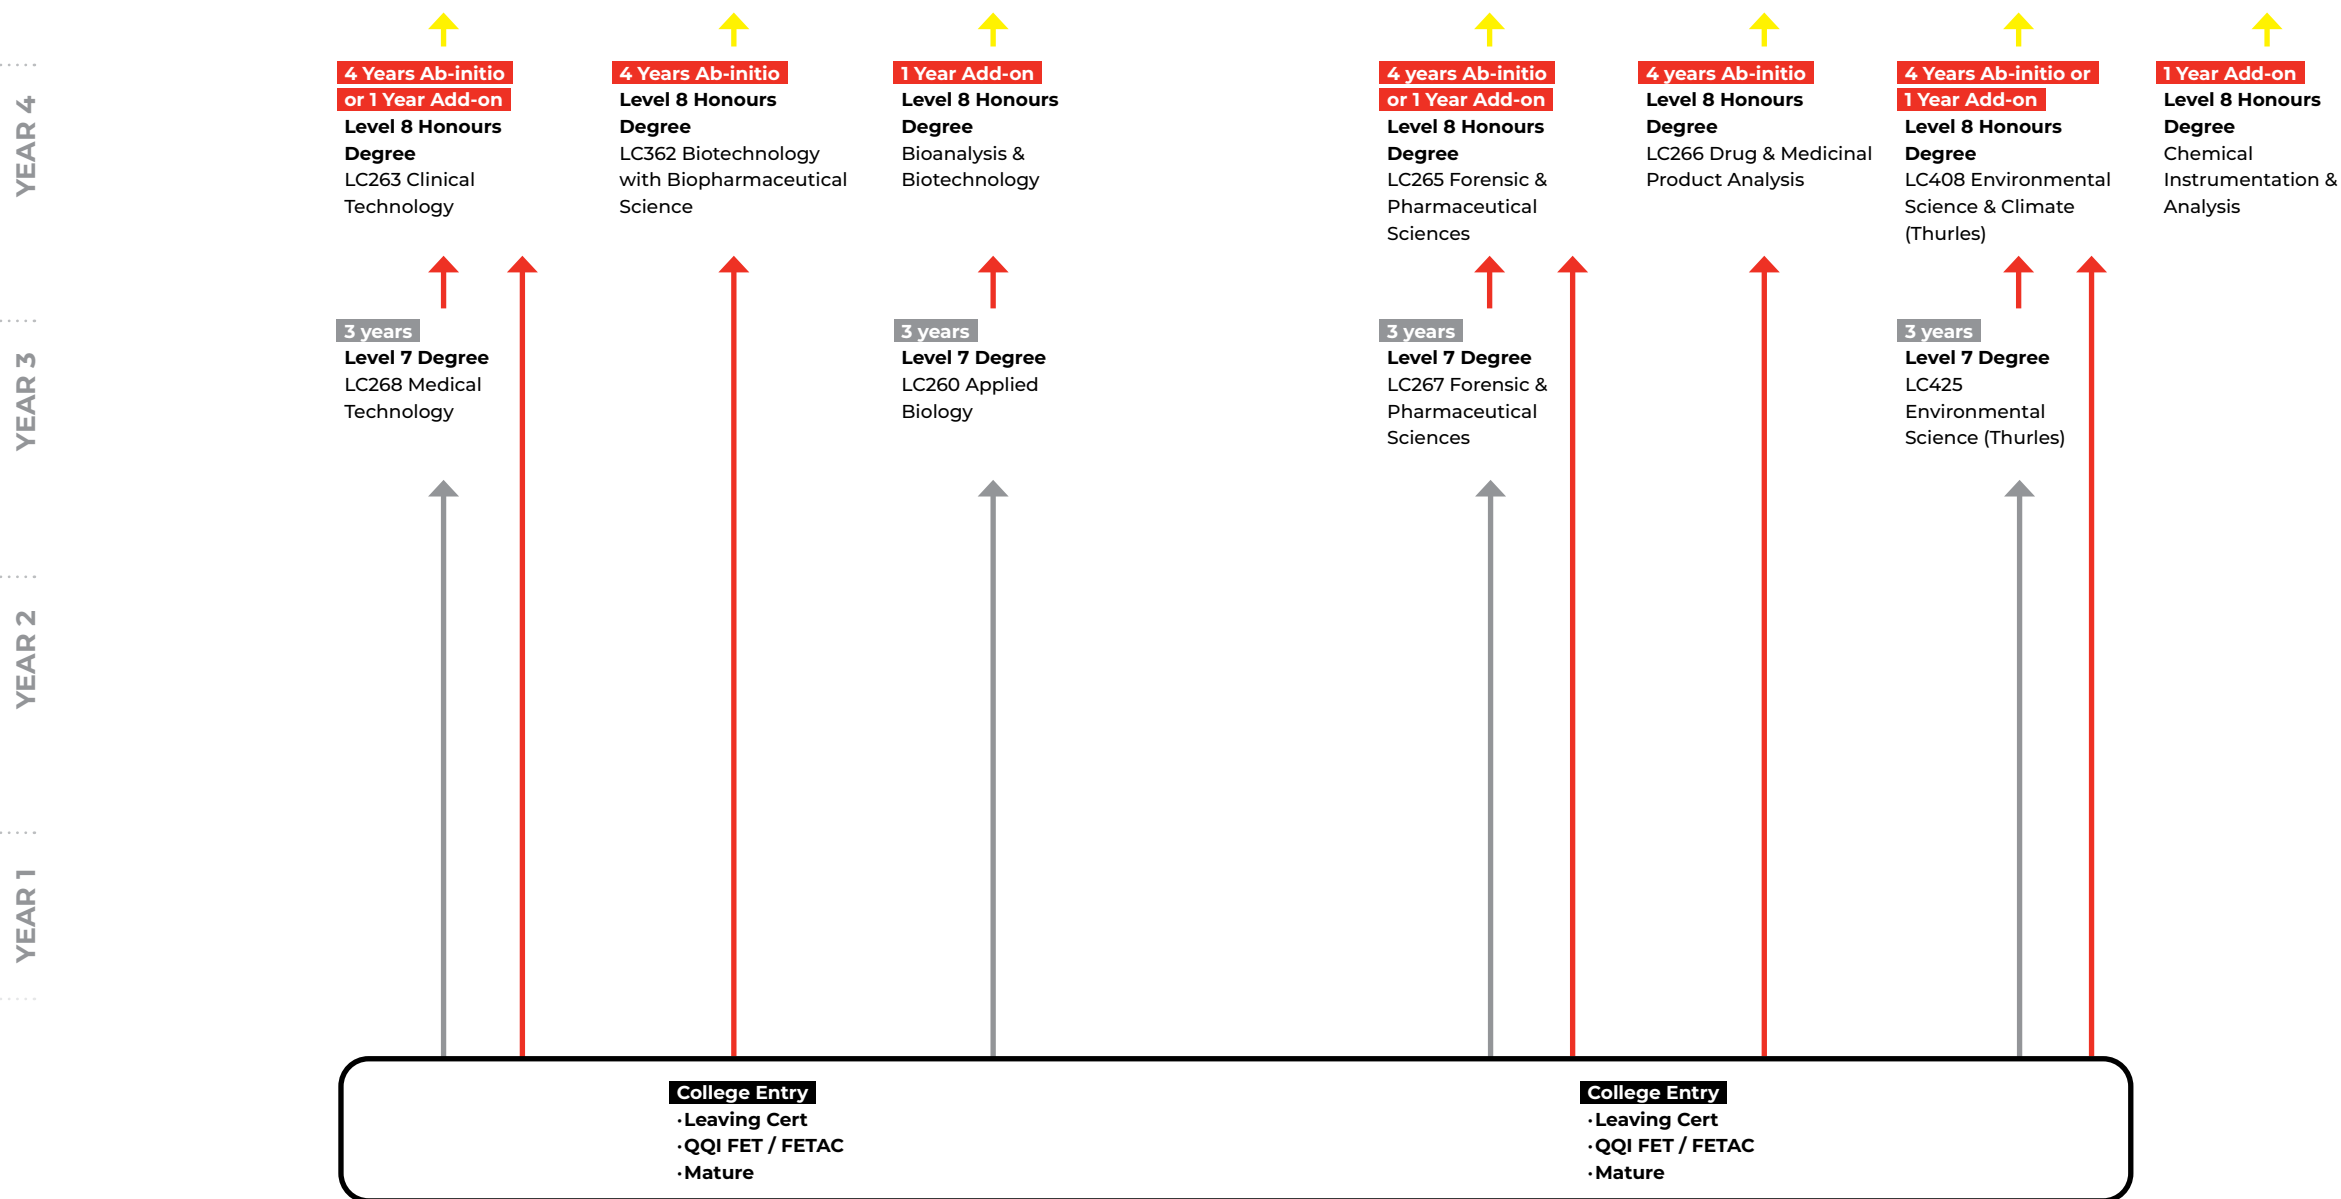 YEAR 4
4 Years Ab-initio
or 1 Year Add-on
Level 8 Honours
Degree
LC263 Clinical
Technology
4 Years Ab-initio
Level 8 Honours
Degree
LC362 Biotechnology
with Biopharmaceutical
Science
1 Year Add-on
Level 8 Honours
Degree
Bioanalysis &
Biotechnology
4 years Ab-initio
or 1 Year Add-on
Level 8 Honours
Degree
LC265 Forensic &
Pharmaceutical
Sciences
4 years Ab-initio
Level 8 Honours
Degree
LC266 Drug & Medicinal
Product Analysis
4 Years Ab-initio or
1 Year Add-on
Level 8 Honours
Degree
LC408 Environmental
Science & Climate
(Thurles)
1 Year Add-on
Level 8 Honours
Degree
Chemical
Instrumentation &
Analysis
YEAR 3
3 years
Level 7 Degree
LC268 Medical
Technology
3 years
Level 7 Degree
LC260 Applied
Biology
3 years
Level 7 Degree
LC267 Forensic &
Pharmaceutical
Sciences
3 years
Level 7 Degree
LC425
Environmental
Science (Thurles)
YEAR 2
YEAR 1
College Entry
·Leaving Cert
·QQI FET / FETAC
·Mature
College Entry
·Leaving Cert
·QQI FET / FETAC
·Mature